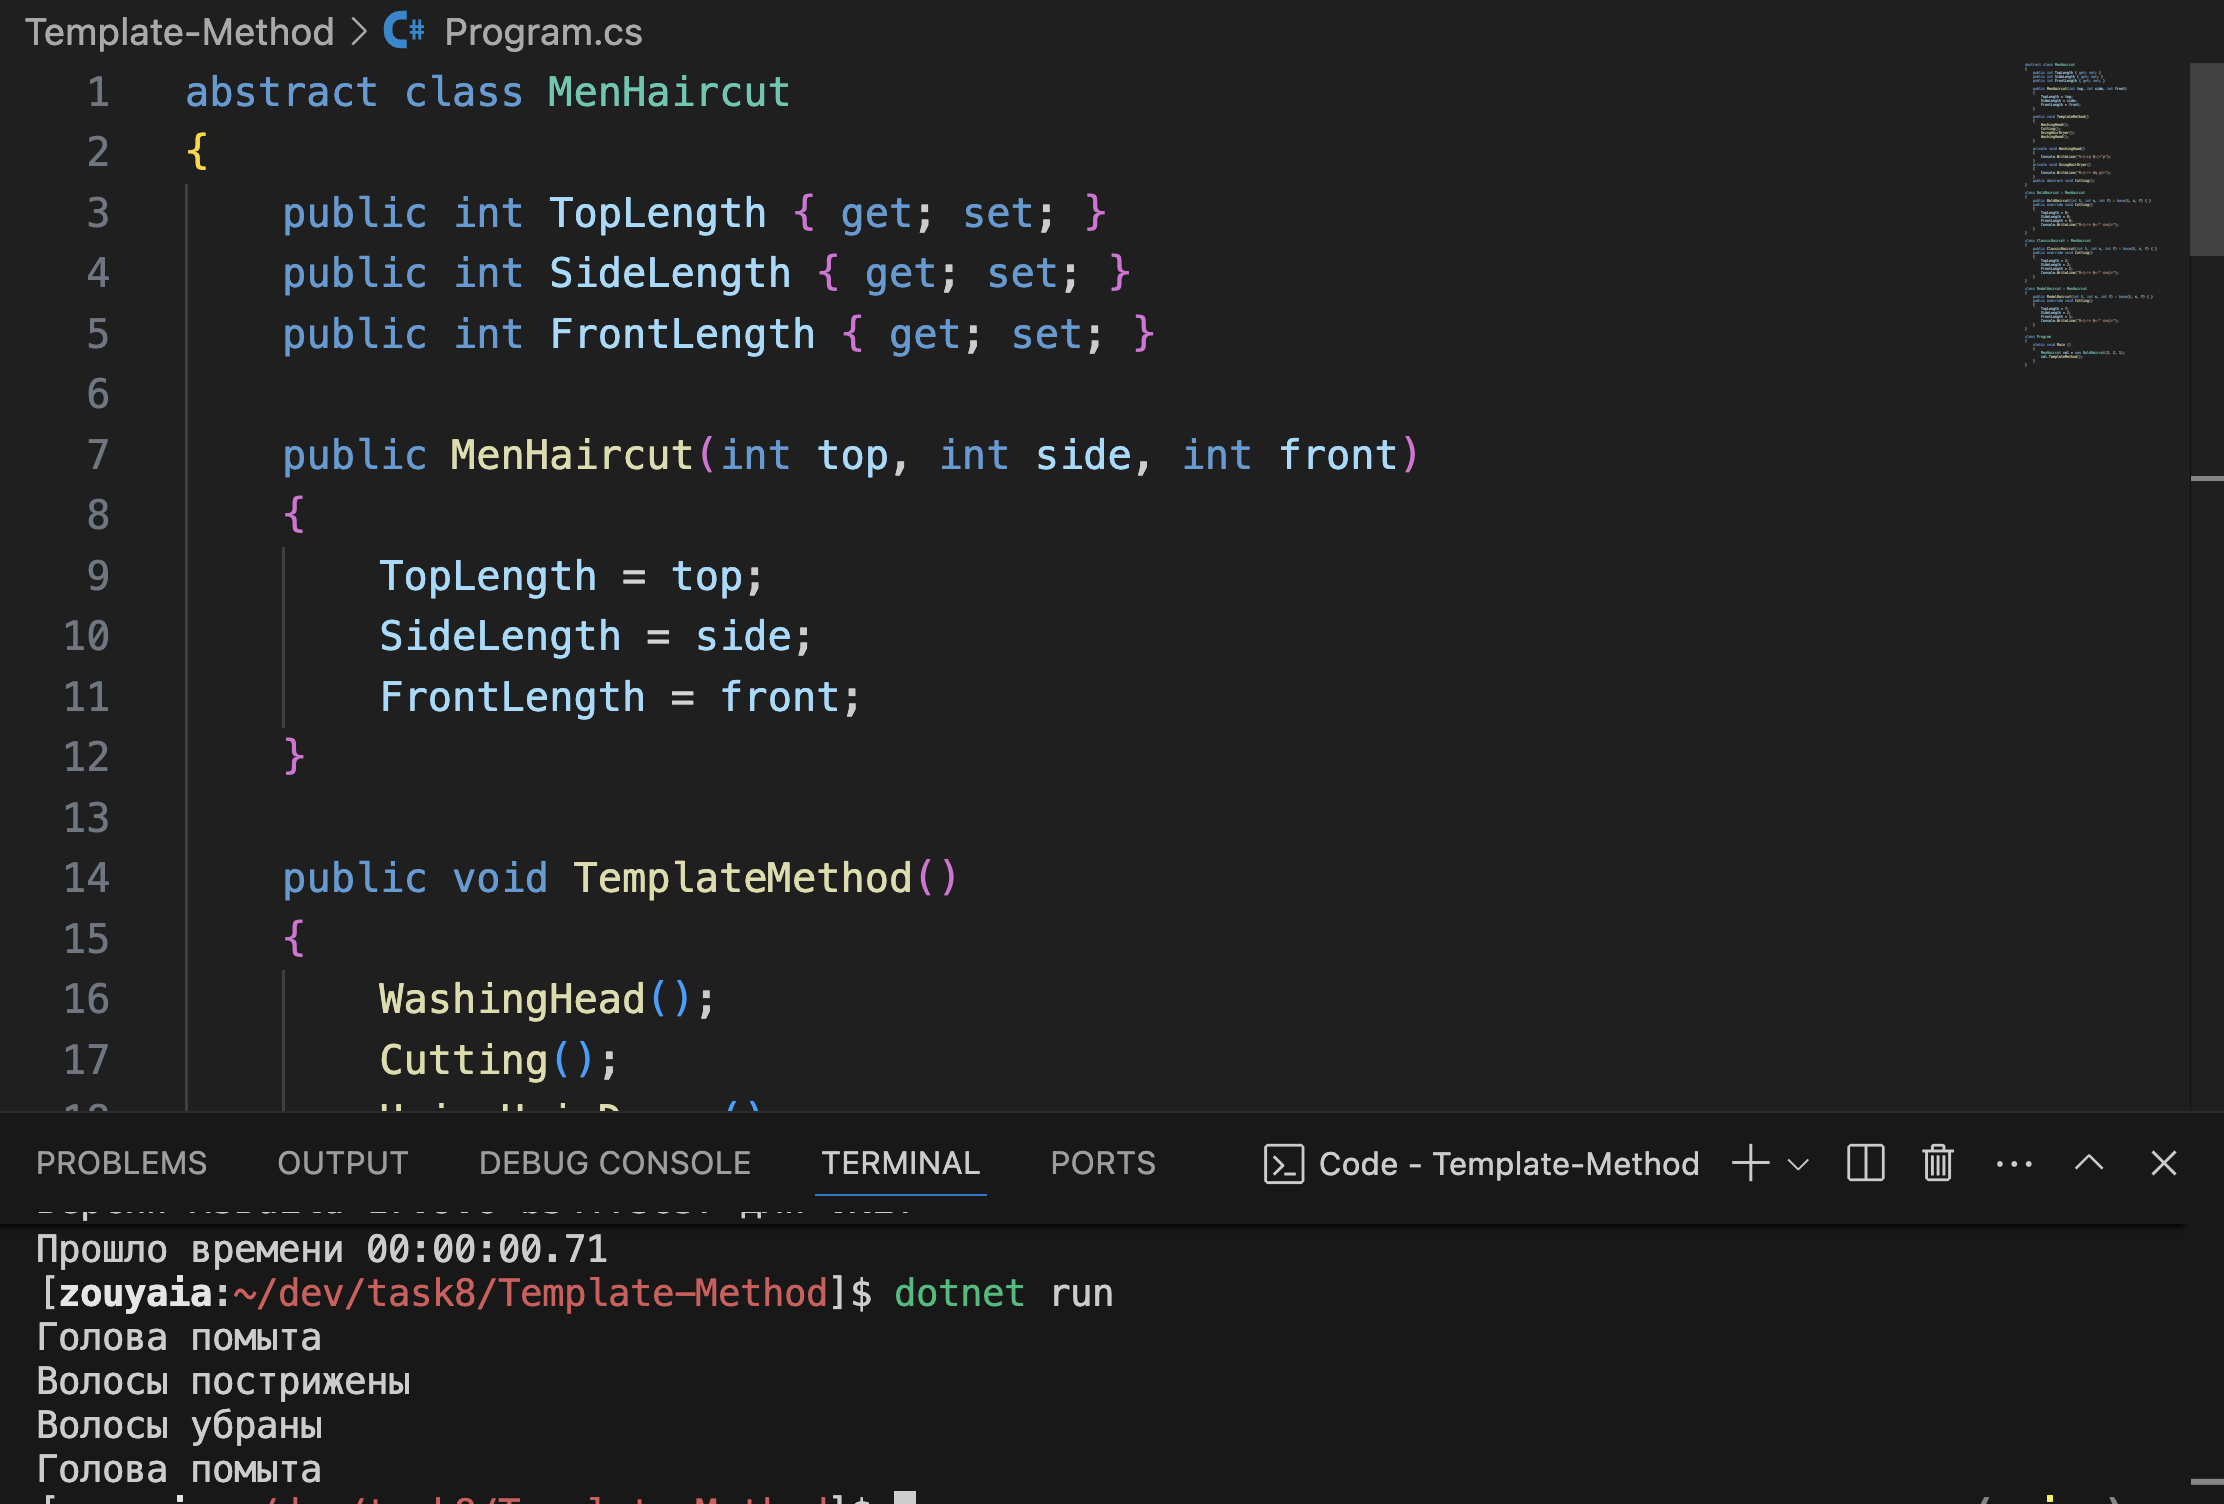 Template-Method > C# Program.cs
1 abstract class MenHaircut
2 {
3 public int TopLength { get; set; }
4 public int SideLength { get; set; }
5 public int FrontLength { get; set; }
6
7 public MenHaircut(int top, int side, int front)
8 {
9 TopLength = top;
10 SideLength = side;
11 FrontLength = front;
12 }
13
14 public void TemplateMethod()
15 {
16 WashingHead();
17 Cutting();
PROBLEMS OUTPUT DEBUG CONSOLE TERMINAL PORTS Code - Template-Method
Прошло времени 00:00:00.71
[zouyaia:~/dev/task8/Template-Method]$ dotnet run
Голова помыта
Волосы пострижены
Волосы убраны
Голова помыта